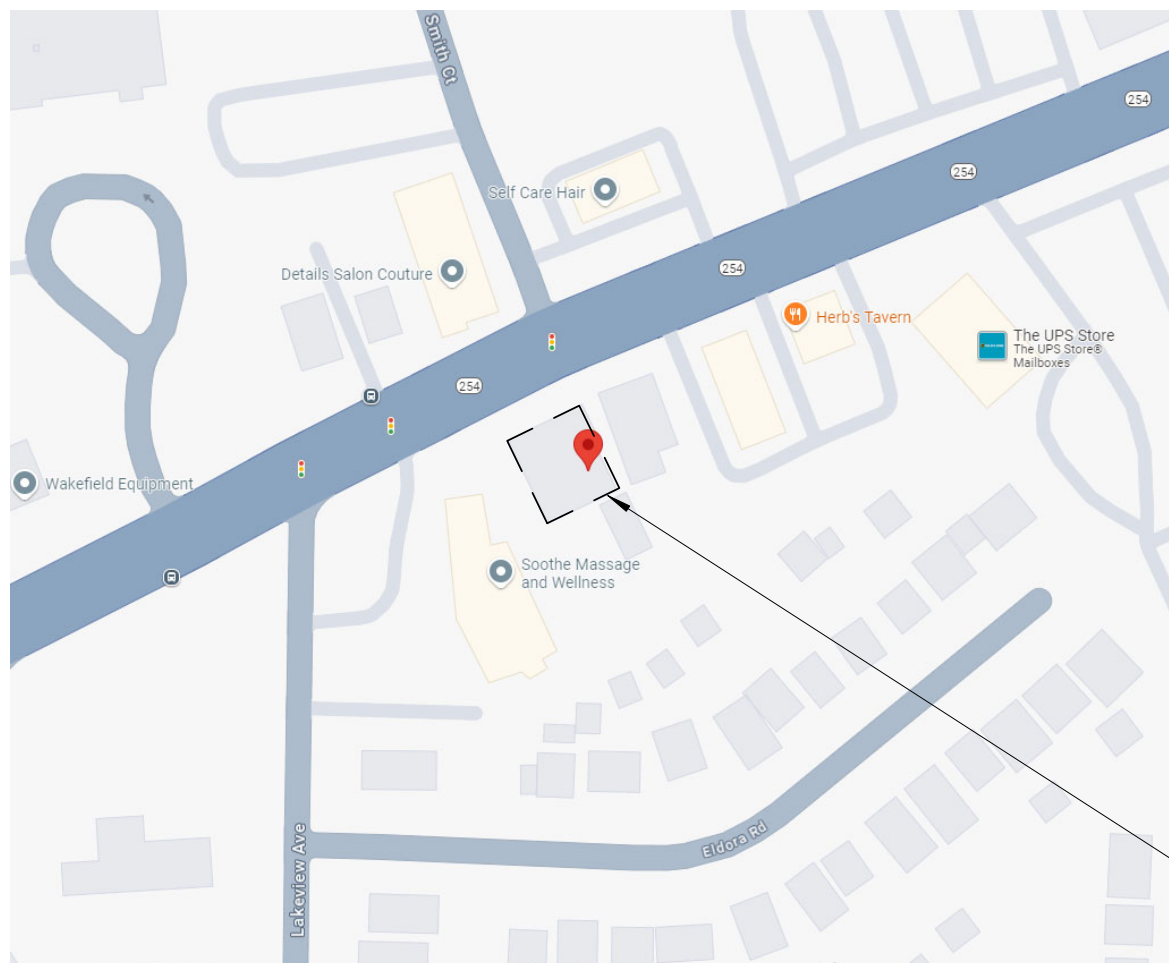 Smith Ct
254
254
Self Care Hair
254
Details Salon Couture
Herb's Tavern
The UPS Store
The UPS Store®
Mailboxes
254
Wakefield Equipment
Soothe Massage
and Wellness
Eldora Rd
Lakeview Ave